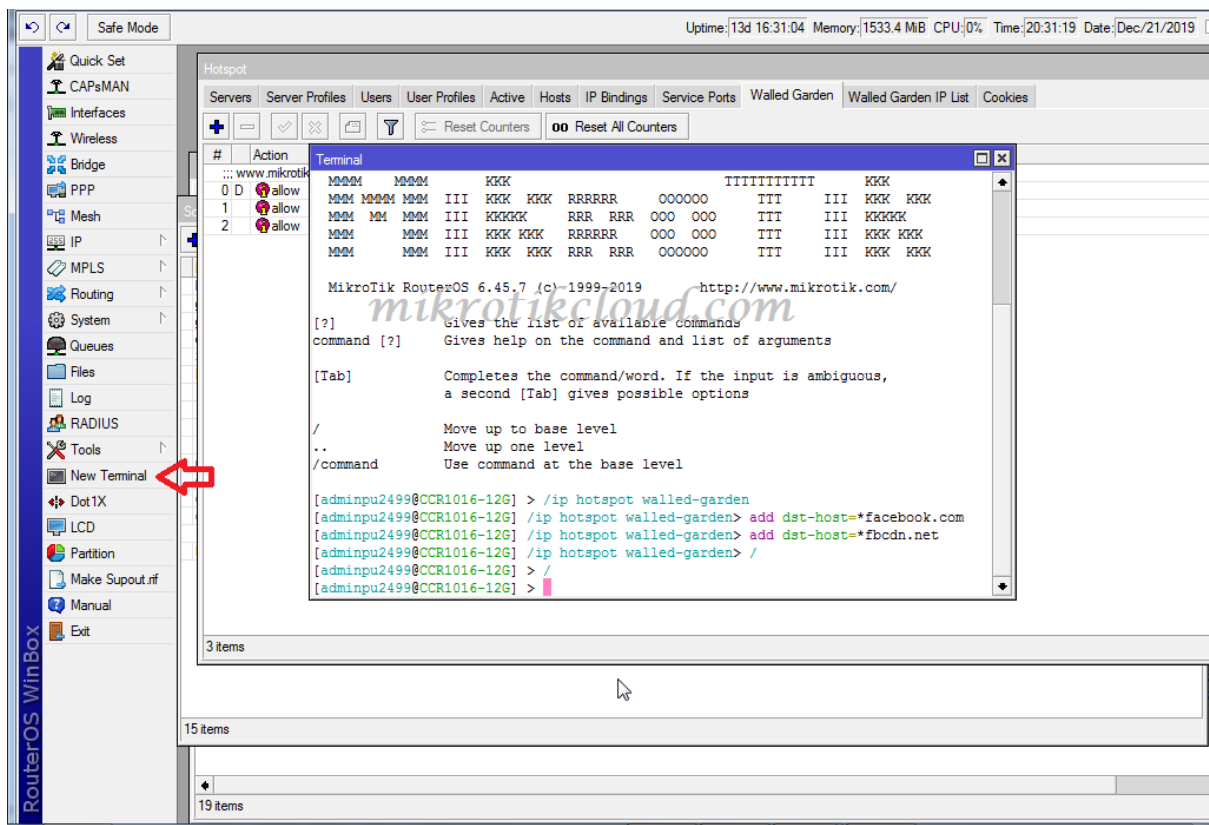 Safe Mode Uptime: 13d 16:31:04 Memory: 1533.4 MiB CPU: 0% Time: 20:31:19 Date: Dec/21/2019
Quick Set
CAPsMAN
Interfaces
Wireless
Bridge
PPP
Mesh
IP
MPLS
Routing
System
Queues
Files
Log
RADIUS
Tools
New Terminal
Dot1X
LCD
Partition
Make Supout.rif
Manual
Exit
RouterOS WinBox
Hotspot
Servers Server Profiles Users User Profiles Active Hosts IP Bindings Service Ports Walled Garden Walled Garden IP List Cookies
Reset Counters 00 Reset All Counters
# Action
;;; www.mikrotik
0 D allow
1 allow
2 allow
Terminal
MMMM    MMMM       KKK                          TTTTTTTTTTT      KKK
MMM MMMM MMM  III  KKK  KKK  RRRRRR     OOOOOO      TTT     III  KKK  KKK
MMM  MM  MMM  III  KKKKK     RRR  RRR  OOO  OOO     TTT     III  KKKKK
MMM      MMM  III  KKK KKK   RRRRRR    OOO  OOO     TTT     III  KKK KKK
MMM      MMM  III  KKK  KKK  RRR  RRR   OOOOOO      TTT     III  KKK  KKK
MikroTik RouterOS 6.45.7 (c) 1999-2019 http://www.mikrotik.com/
mikrotikcloud.com
[?] Gives the list of available commands
command [?] Gives help on the command and list of arguments
[Tab] Completes the command/word. If the input is ambiguous,
a second [Tab] gives possible options
/ Move up to base level
.. Move up one level
/command Use command at the base level
[adminpu2499@CCR1016-12G] > /ip hotspot walled-garden
[adminpu2499@CCR1016-12G] /ip hotspot walled-garden> add dst-host=*facebook.com
[adminpu2499@CCR1016-12G] /ip hotspot walled-garden> add dst-host=*fbcdn.net
[adminpu2499@CCR1016-12G] /ip hotspot walled-garden> /
[adminpu2499@CCR1016-12G] > /
[adminpu2499@CCR1016-12G] >
3 items
15 items
19 items